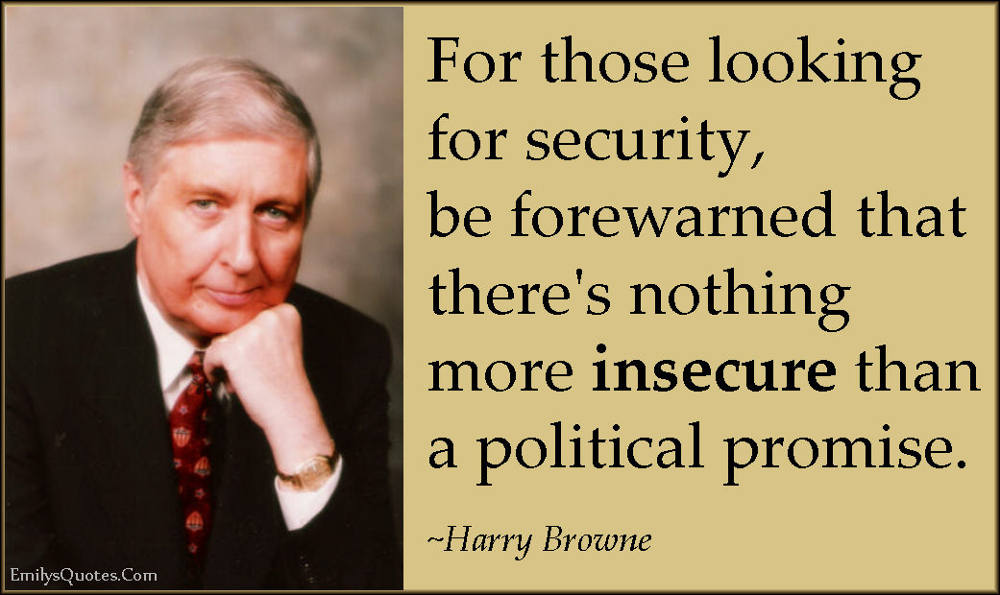 For those looking
for security,
be forewarned that
there's nothing
more insecure than
a political promise.
~Harry Browne
EmilysQuotes.Com